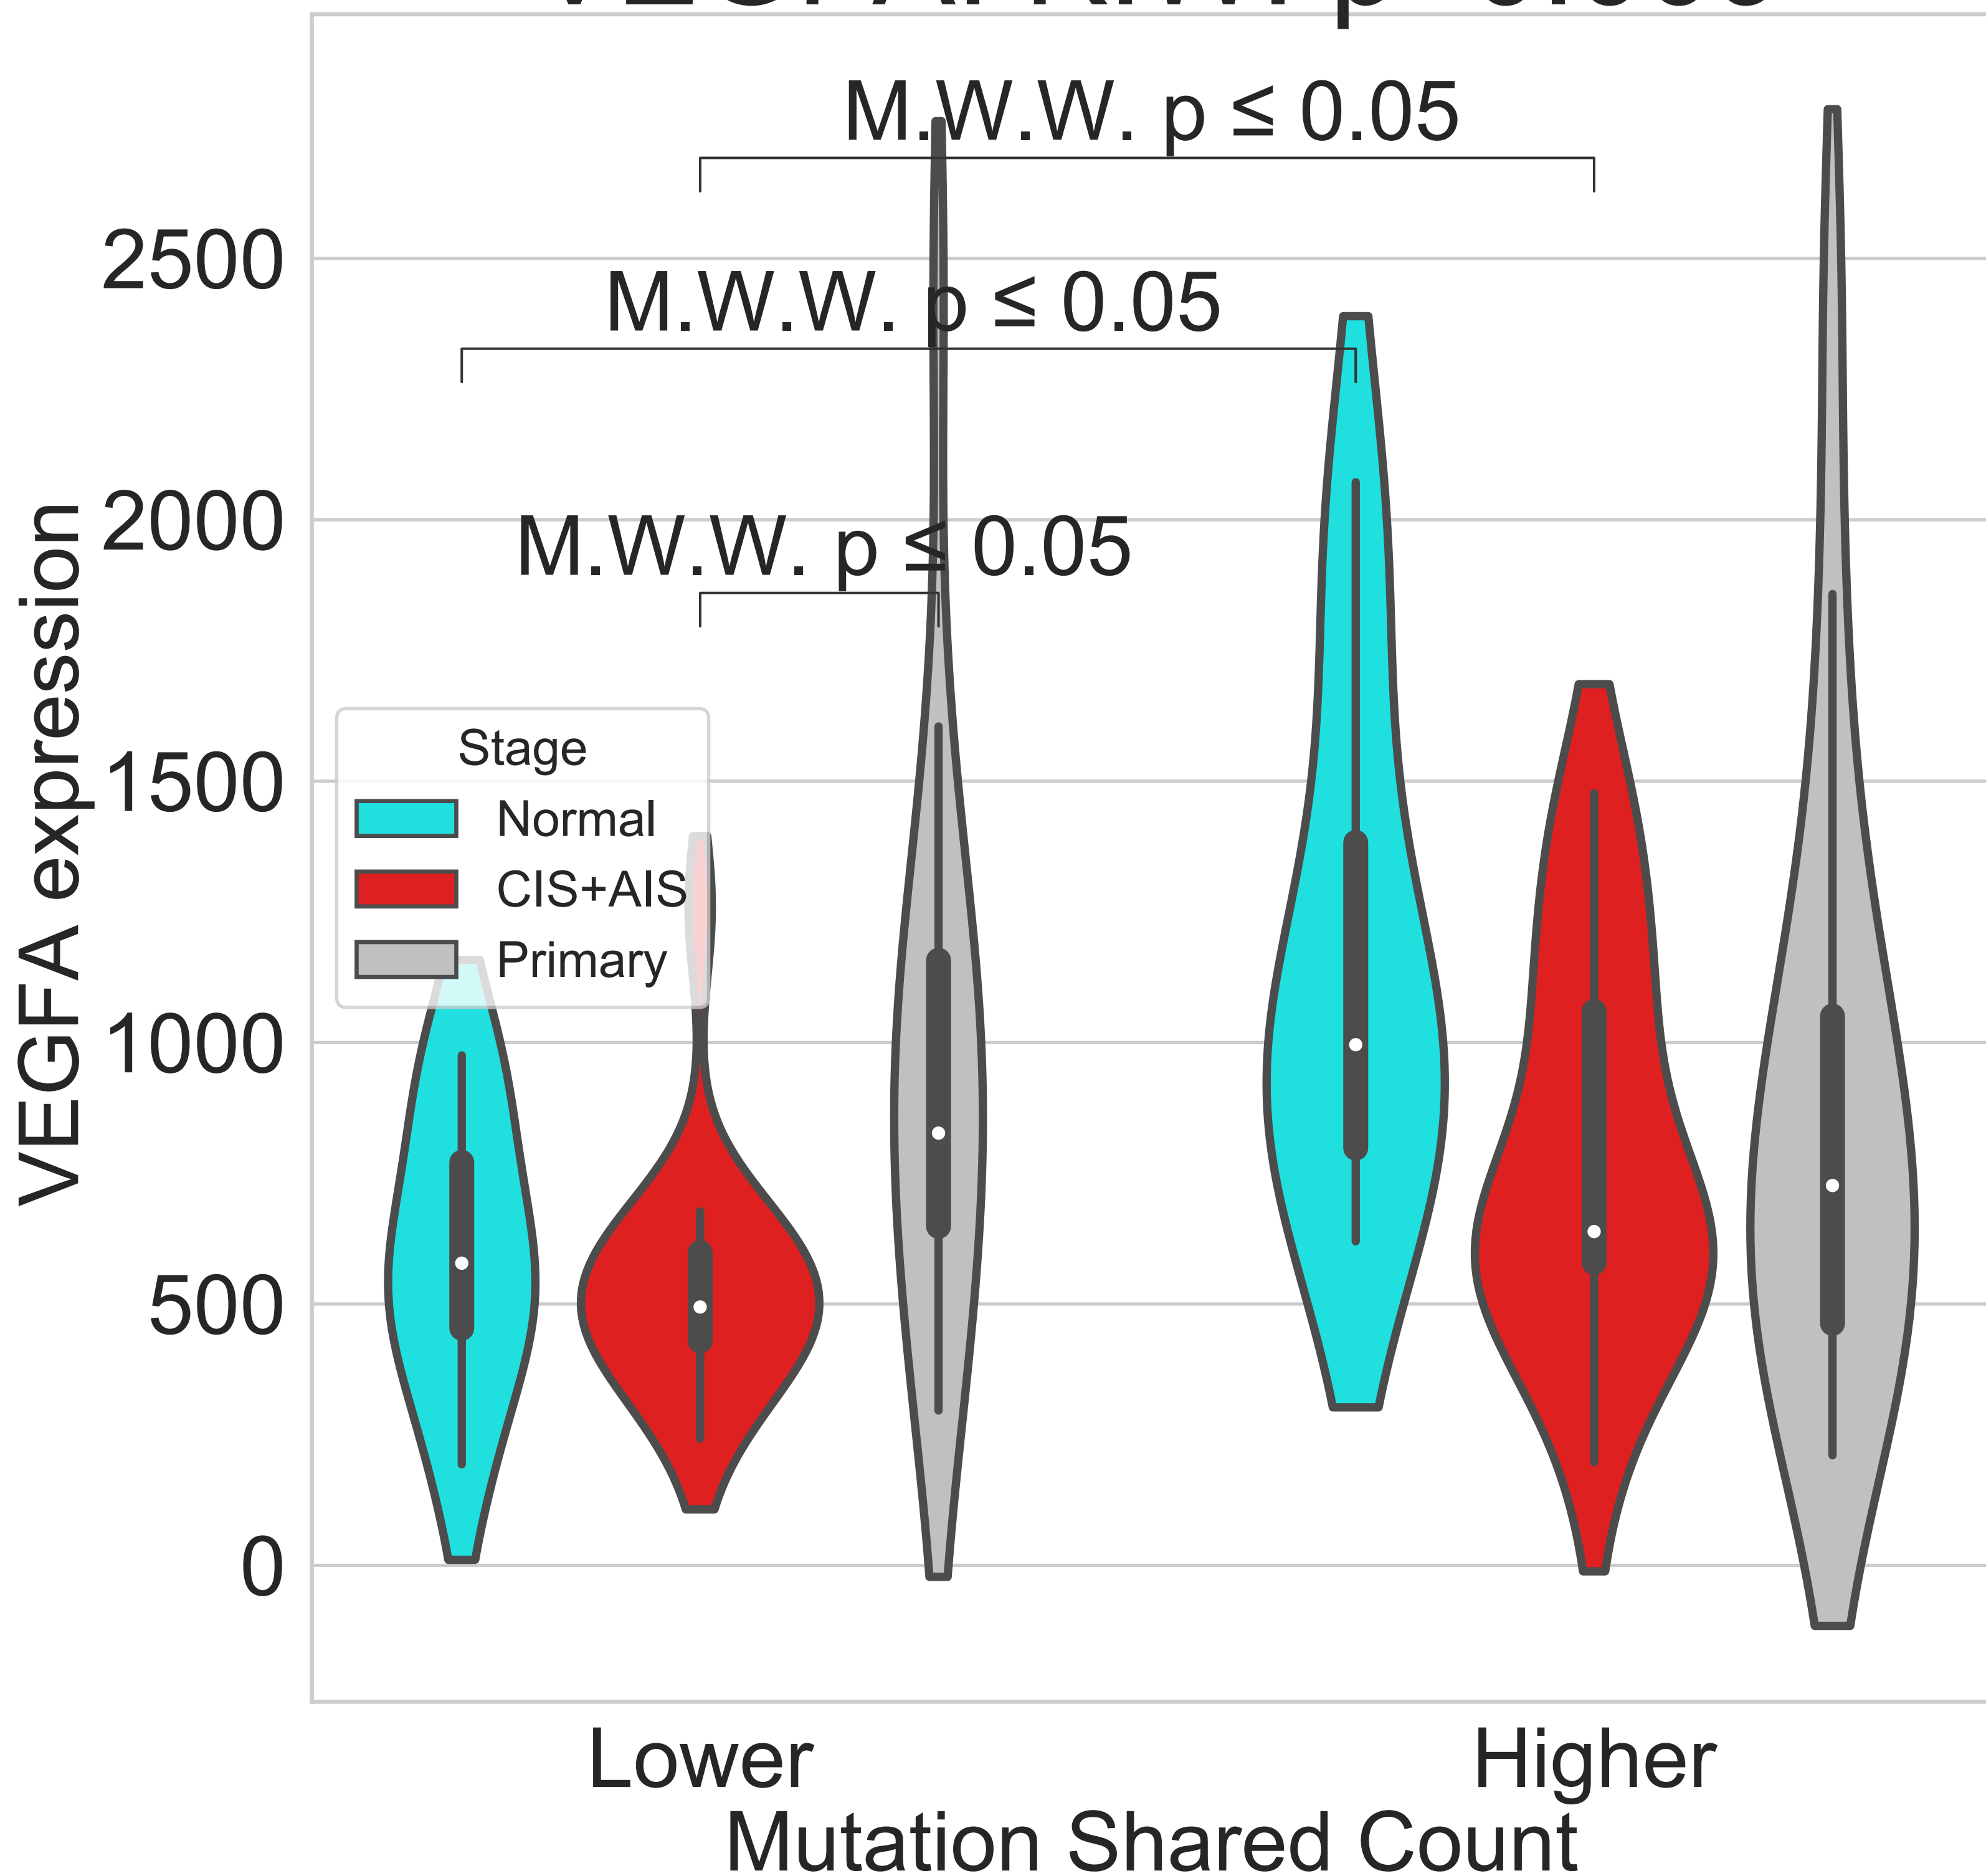 M.W.W. p ≤ 0.05
2500
M.W.W. p ≤ 0.05
2000
M.W.W. p ≤ 0.05
VEGFA expression
1500
Stage
Normal
CIS+AIS
Primary
1000
500
0
Lower
Higher
Mutation Shared Count